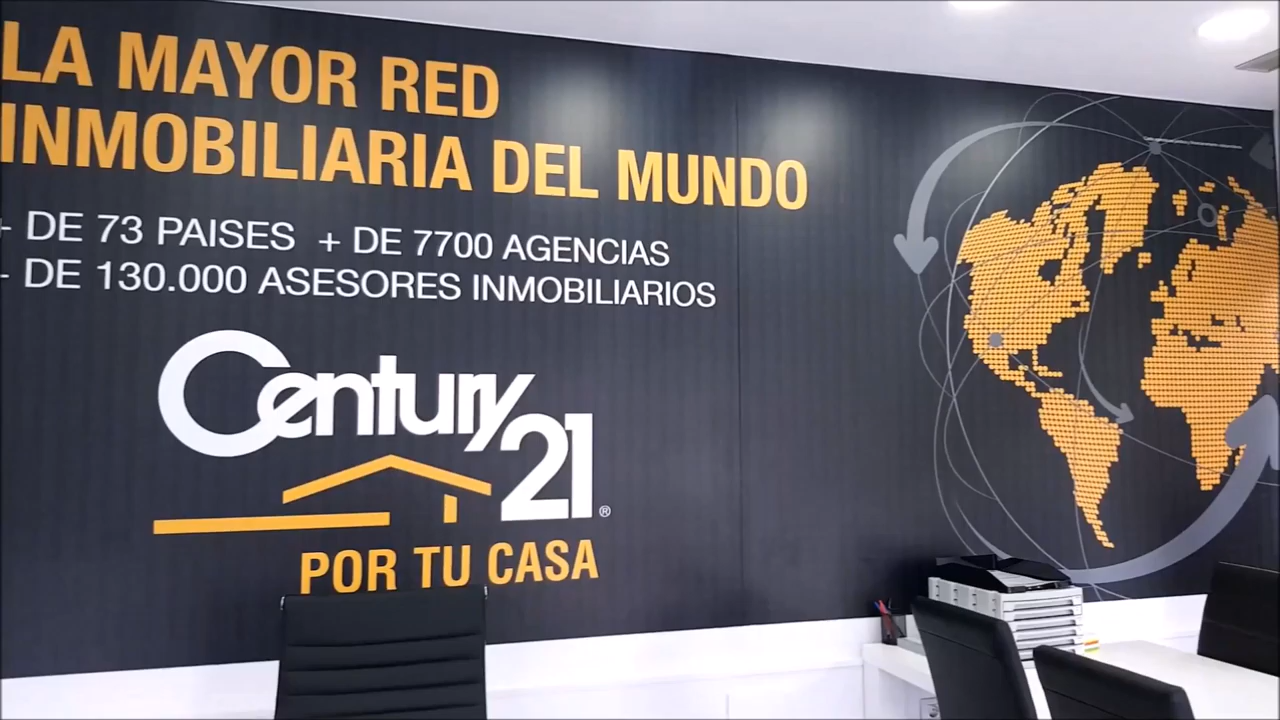 LA MAYOR RED
INMOBILIARIA DEL MUNDO
+ DE 73 PAISES + DE 7700 AGENCIAS
+ DE 130.000 ASESORES INMOBILIARIOS
Century
21®
POR TU CASA